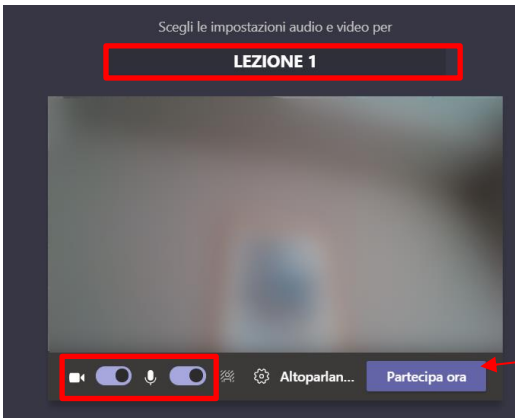 Scegli le impostazioni audio e video per
LEZIONE 1
Altoparlan... Partecipa ora